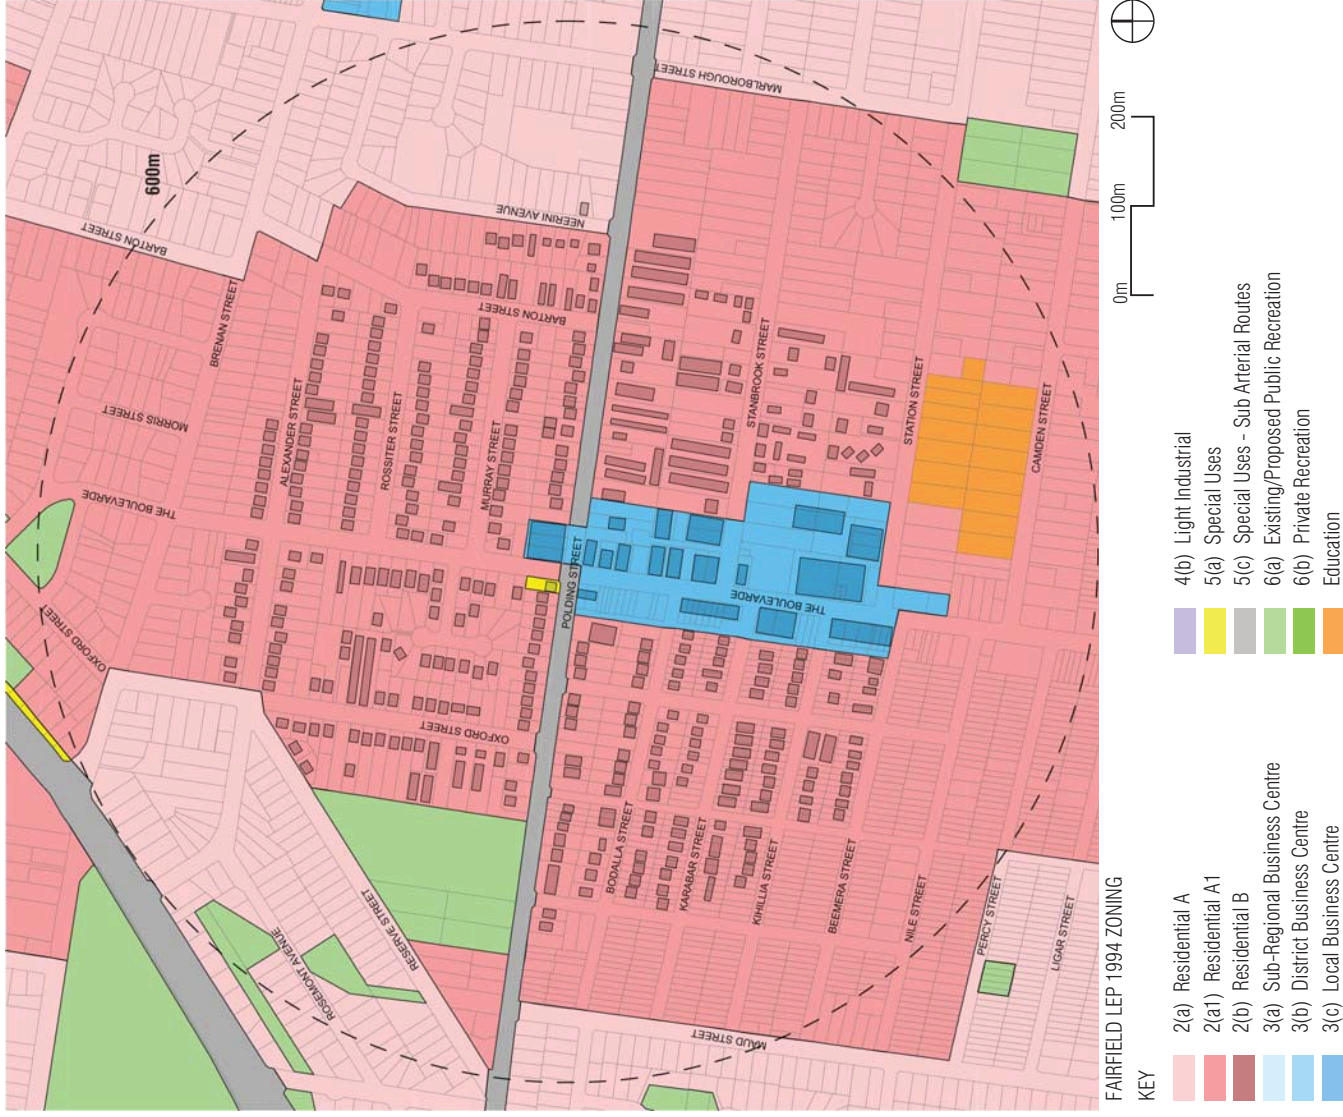 600m
MARLBOROUGH STREET
BARTON STREET
NEERINI AVENUE
BRENAN STREET
BARTON STREET
MORRIS STREET
ALEXANDER STREET
ROSSITER STREET
MURRAY STREET
STANBROOK STREET
STATION STREET
CAMDEN STREET
THE BOULEVARDE
POLDING STREET
THE BOULEVARDE
OXFORD STREET
OXFORD STREET
RESERVE STREET
ROSEMONT AVENUE
BODALLA STREET
KARABAR STREET
KIHILLIA STREET
BEEMERA STREET
NILE STREET
PERCY STREET
LIGAR STREET
MAUD STREET
0m
100m
200m
FAIRFIELD LEP 1994 ZONING
KEY
2(a) Residential A
2(a1) Residential A1
2(b) Residential B
3(a) Sub-Regional Business Centre
3(b) District Business Centre
3(c) Local Business Centre
4(b) Light Industrial
5(a) Special Uses
5(c) Special Uses - Sub Arterial Routes
6(a) Existing/Proposed Public Recreation
6(b) Private Recreation
Education